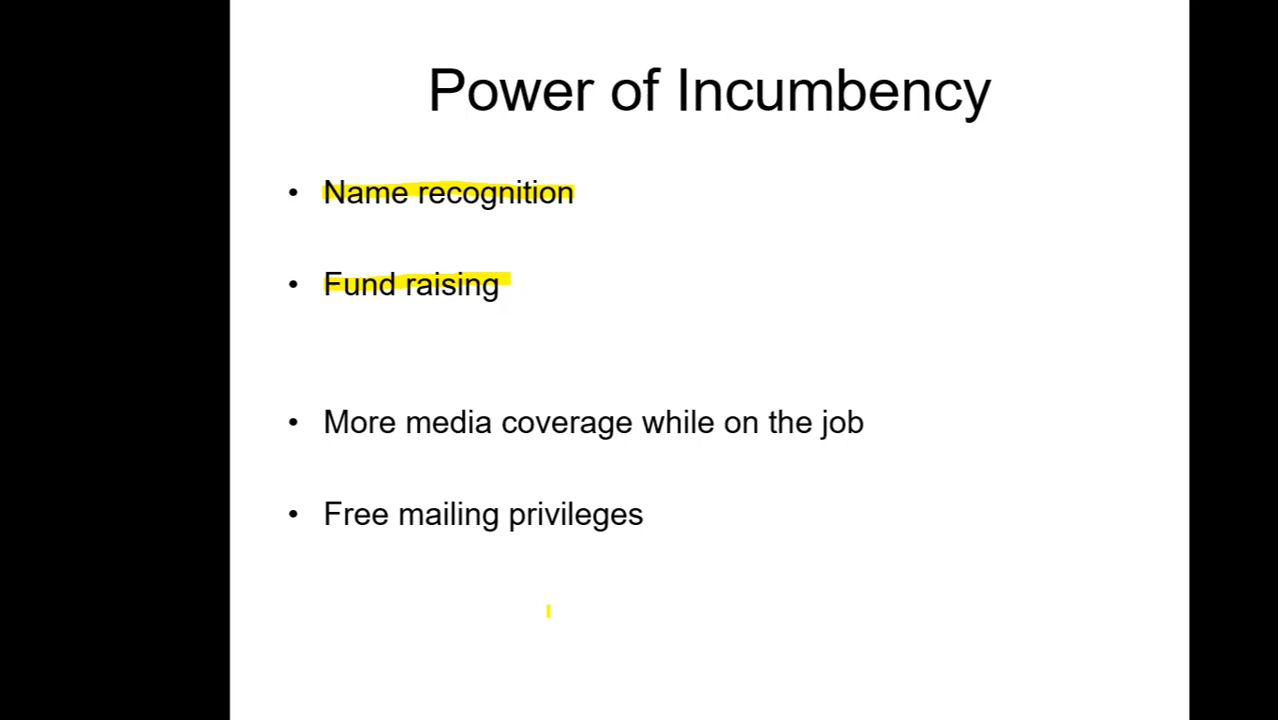 Power of Incumbency
• Name recognition
• Fund raising
• More media coverage while on the job
• Free mailing privileges